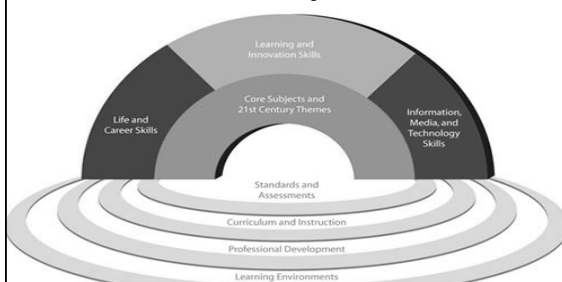 Learning and
Innovation Skills
Core Subjects and
21st Century Themes
Life and
Career Skills
Information,
Media, and
Technology
Skills
Standards and
Assessments
Curriculum and Instruction
Professional Development
Learning Environments